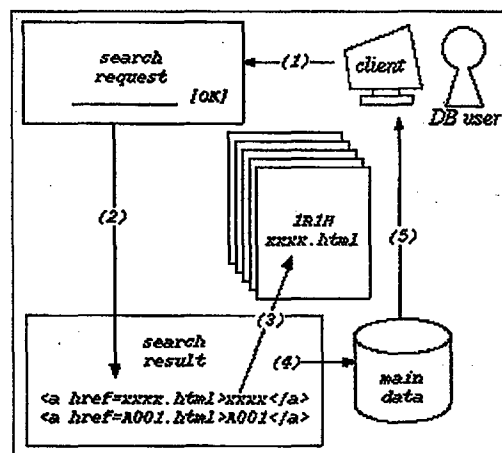 search
request
[OK]
(1)
client
DB user
(2)
1R1H
xxxx.html
(5)
(3)
search
result
(4)
<a href=xxxx.html>xxxx</a>
<a href=A001.html>A001</a>
main
data